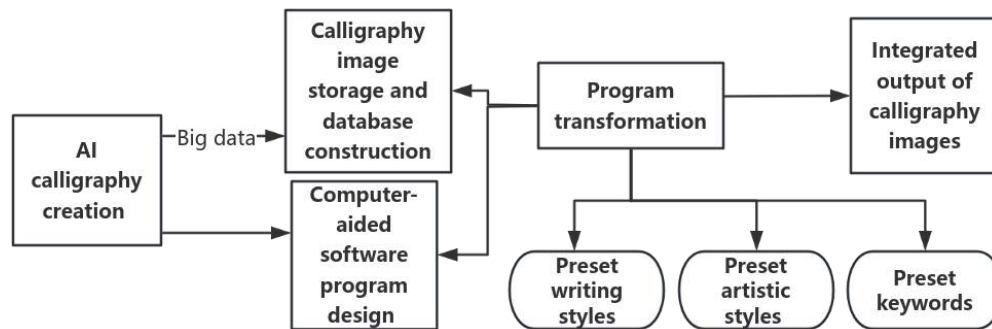 AI
calligraphy
creation
Big data
Calligraphy
image
storage and
database
construction
Computer-
aided
software
program
design
Program
transformation
Integrated
output of
calligraphy
images
Preset
writing
styles
Preset
artistic
styles
Preset
keywords